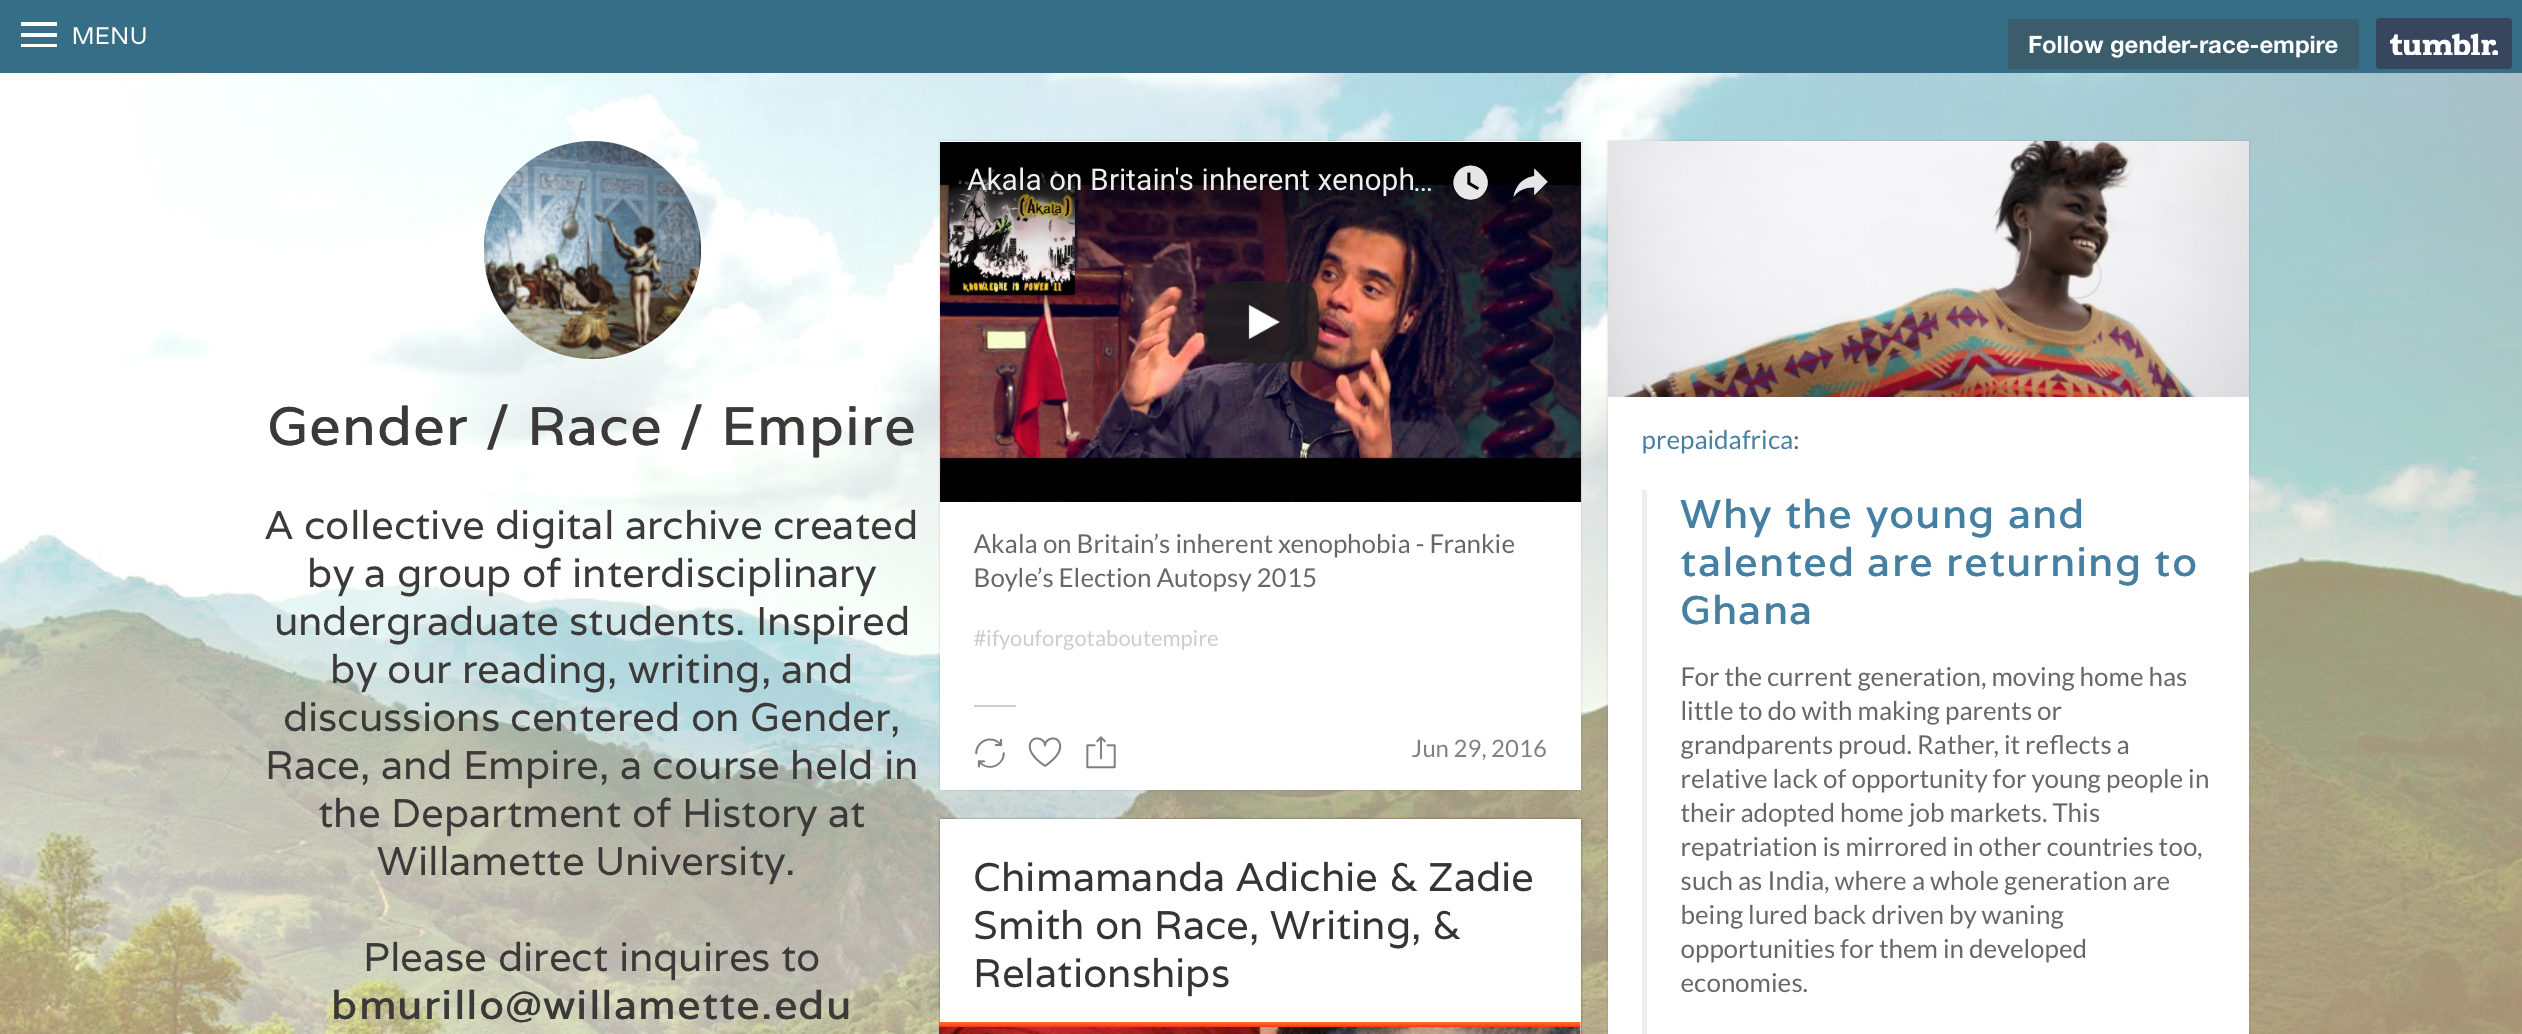 MENU
Follow gender-race-empire
tumblr.
Gender / Race / Empire
A collective digital archive created
by a group of interdisciplinary
undergraduate students. Inspired
by our reading, writing, and
discussions centered on Gender,
Race, and Empire, a course held in
the Department of History at
Willamette University.
Please direct inquires to
bmurillo@willamette.edu
Akala on Britain's inherent xenoph...
(Akala)
KNOWLEDGE IS POWER II
Akala on Britain’s inherent xenophobia - Frankie
Boyle’s Election Autopsy 2015
#ifyouforgotaboutempire
Jun 29, 2016
Chimamanda Adichie & Zadie
Smith on Race, Writing, &
Relationships
prepaidafrica:
Why the young and
talented are returning to
Ghana
For the current generation, moving home has
little to do with making parents or
grandparents proud. Rather, it reflects a
relative lack of opportunity for young people in
their adopted home job markets. This
repatriation is mirrored in other countries too,
such as India, where a whole generation are
being lured back driven by waning
opportunities for them in developed
economies.